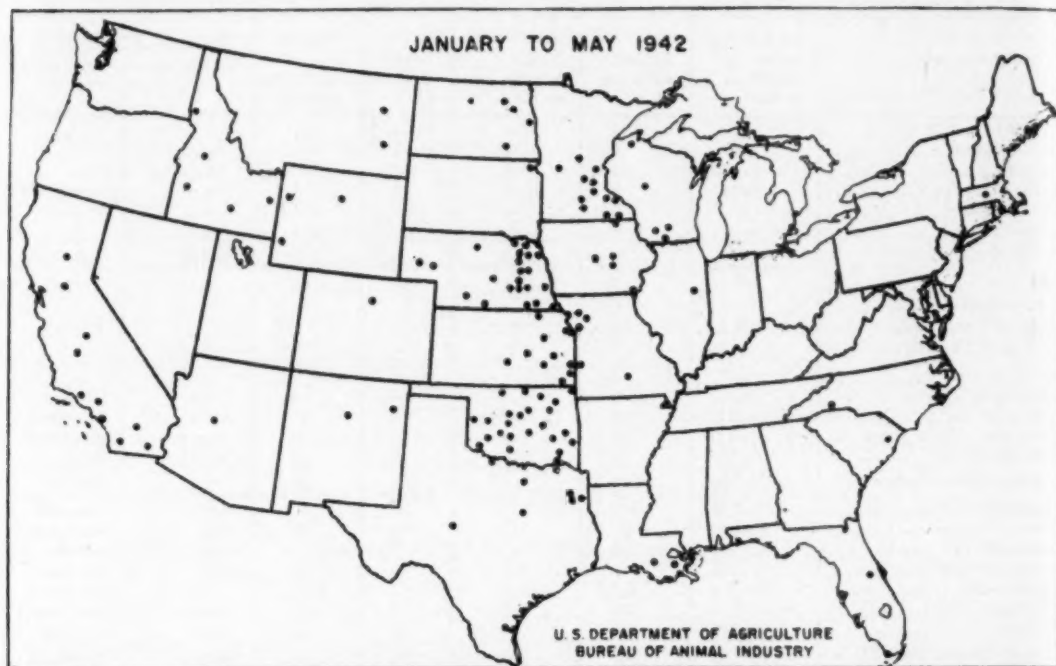 JANUARY TO MAY 1942
U. S. DEPARTMENT OF AGRICULTURE
BUREAU OF ANIMAL INDUSTRY